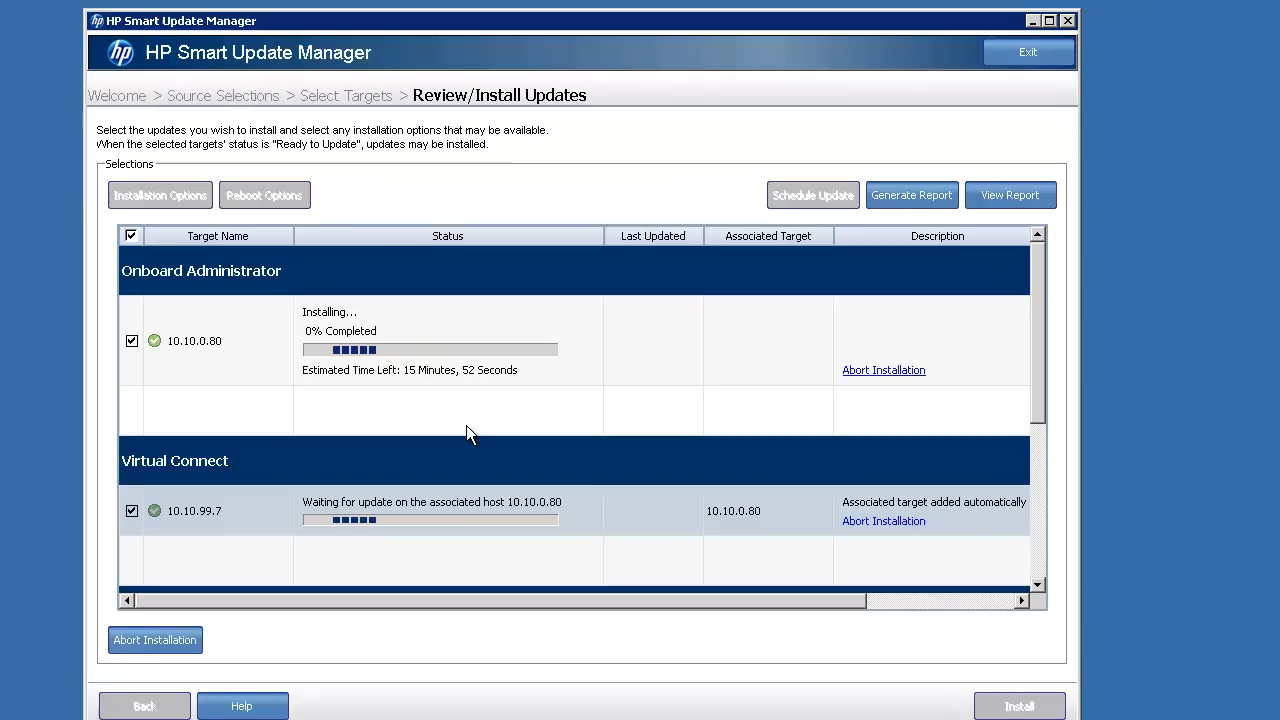 HP Smart Update Manager
hp HP Smart Update Manager Exit
Welcome > Source Selections > Select Targets > Review/Install Updates
Select the updates you wish to install and select any installation options that may be available.
When the selected targets' status is "Ready to Update", updates may be installed.
Selections
Installation Options Reboot Options Schedule Update Generate Report View Report
Target Name Status Last Updated Associated Target Description
Onboard Administrator
Installing...
0% Completed
10.10.0.80
Estimated Time Left: 15 Minutes, 52 Seconds Abort Installation
Virtual Connect
Waiting for update on the associated host 10.10.0.80 Associated target added automatically
10.10.99.7 10.10.0.80
Abort Installation
Abort Installation
Back Help Install